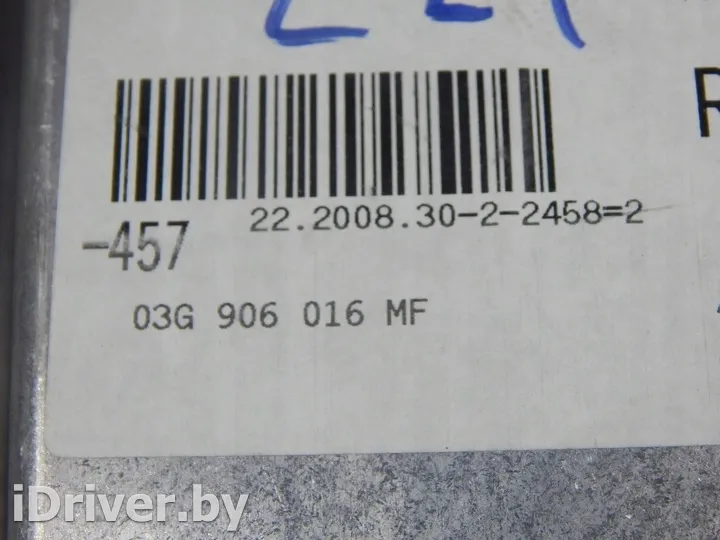 R
22.2008.30-2-2458=2
-457
03G 906 016 MF
iDriver.by